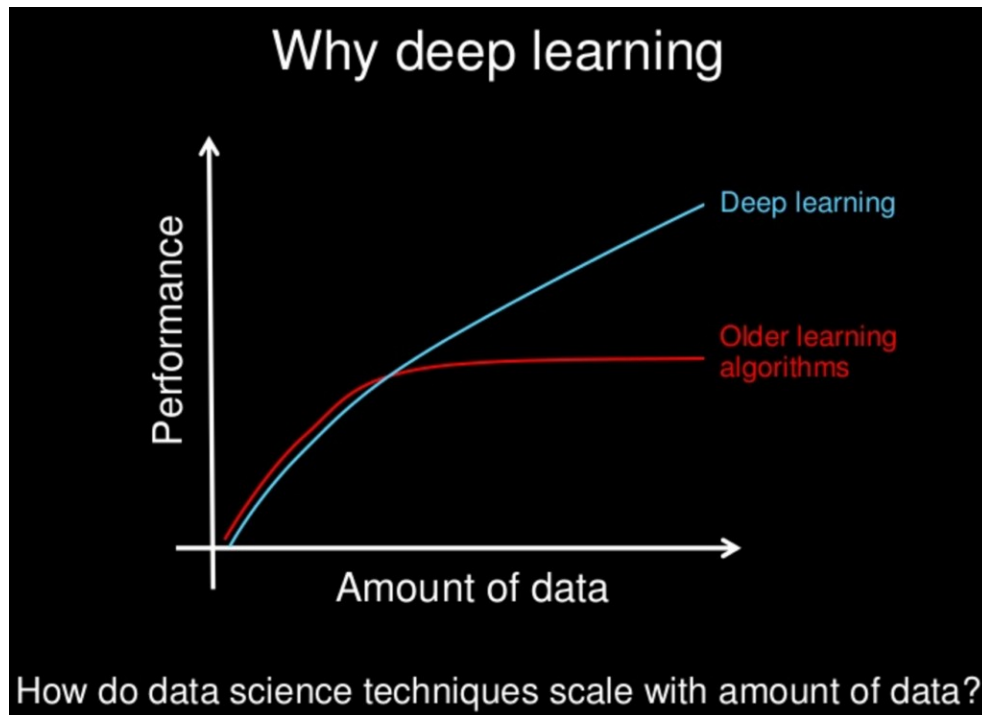 Why deep learning
Performance
Deep learning
Older learning
algorithms
Amount of data
How do data science techniques scale with amount of data?